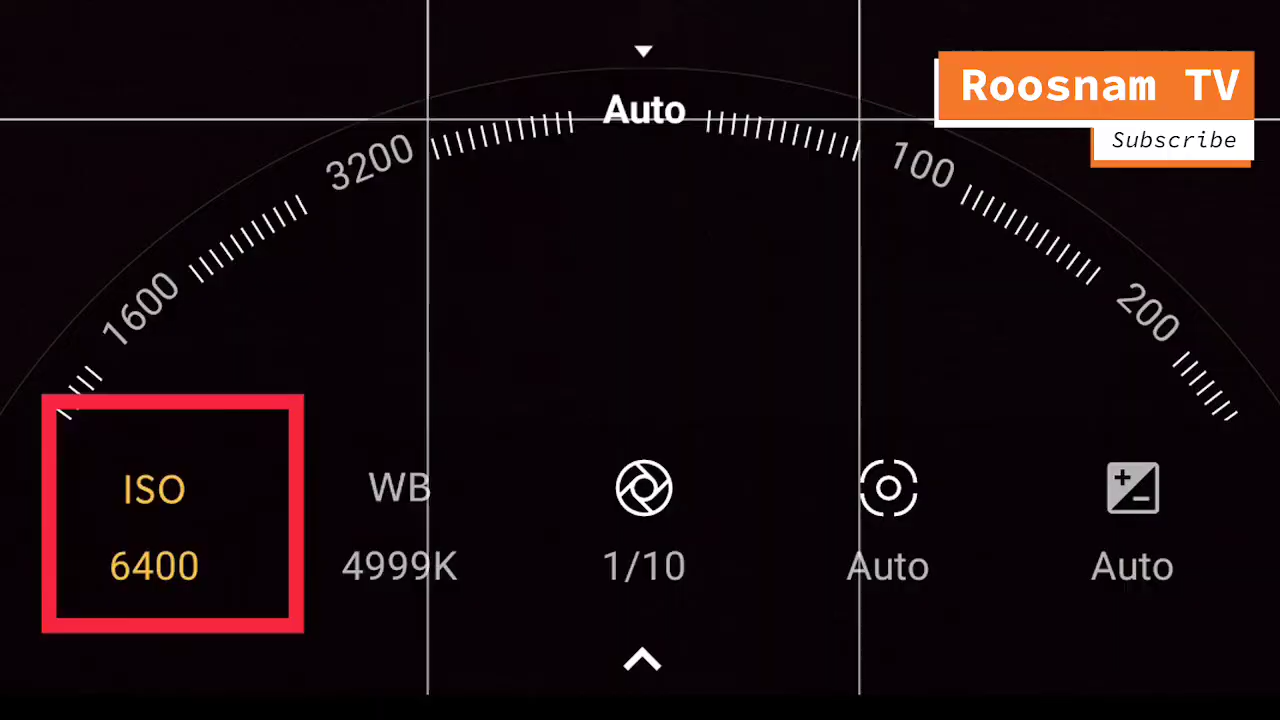 Roosnam TV
Subscribe
Auto
3200
100
1600
200
ISO
WB
6400
4999K
1/10
Auto
Auto